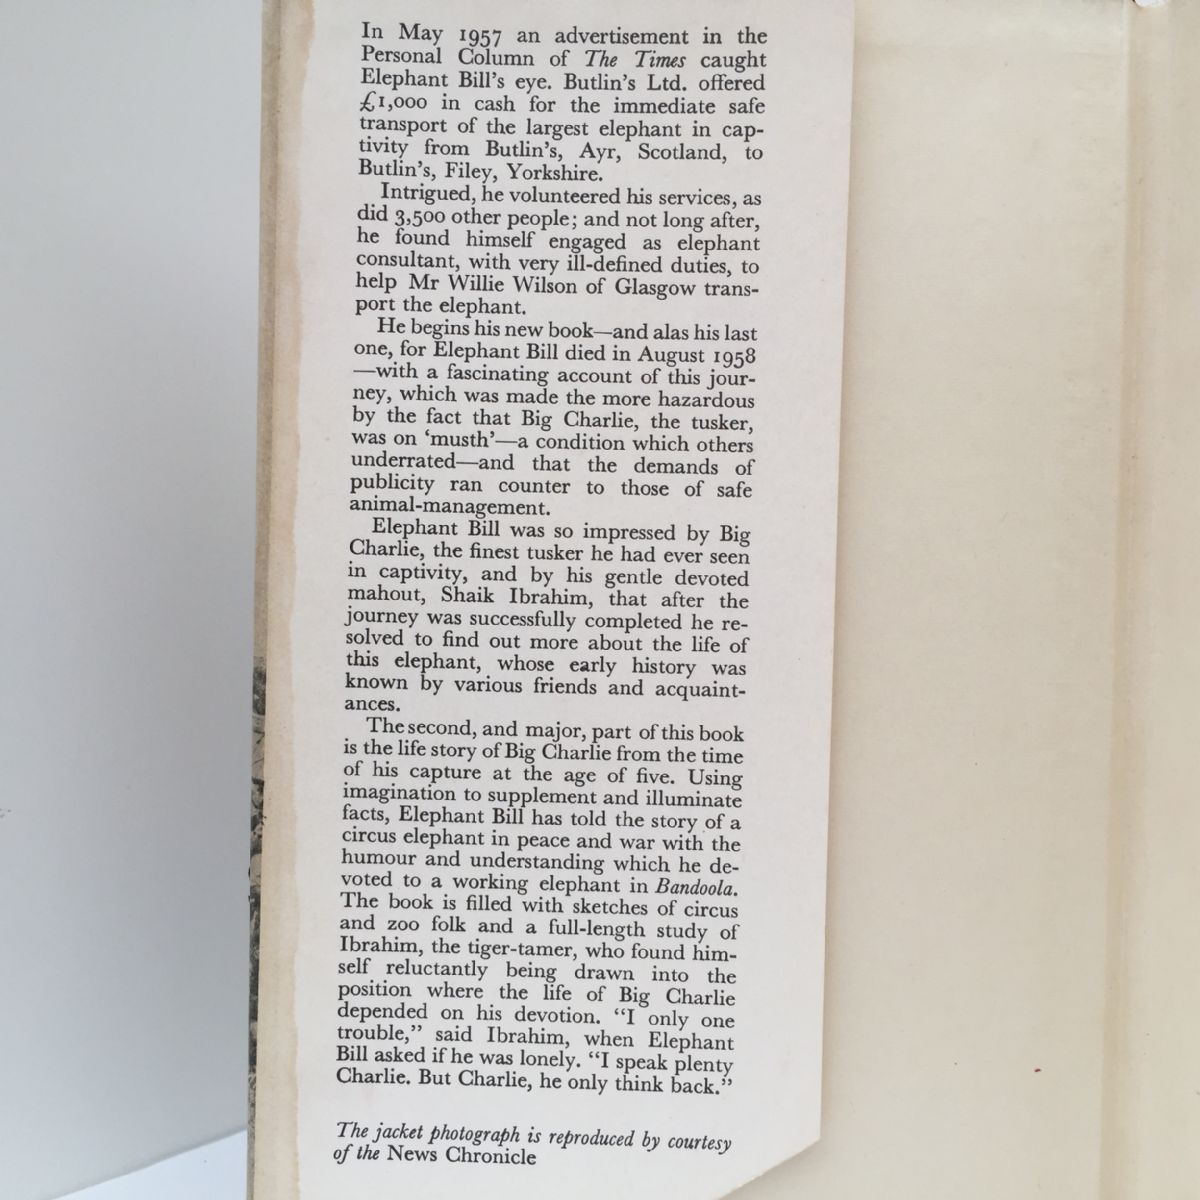 In May 1957 an advertisement in the
Personal Column of The Times caught
Elephant Bill's eye. Butlin's Ltd. offered
£1,000 in cash for the immediate safe
transport of the largest elephant in cap-
tivity from Butlin's, Ayr, Scotland, to
Butlin's, Filey, Yorkshire.
Intrigued, he volunteered his services, as
did 3,500 other people; and not long after,
he found himself engaged as elephant
consultant, with very ill-defined duties, to
help Mr Willie Wilson of Glasgow trans-
port the elephant.
He begins his new book—and alas his last
one, for Elephant Bill died in August 1958
—with a fascinating account of this jour-
ney, which was made the more hazardous
by the fact that Big Charlie, the tusker,
was on ‘musth’—a condition which others
underrated—and that the demands of
publicity ran counter to those of safe
animal-management.
Elephant Bill was so impressed by Big
Charlie, the finest tusker he had ever seen
in captivity, and by his gentle devoted
mahout, Shaik Ibrahim, that after the
journey was successfully completed he re-
solved to find out more about the life of
this elephant, whose early history was
known by various friends and acquaint-
ances.
The second, and major, part of this book
is the life story of Big Charlie from the time
of his capture at the age of five. Using
imagination to supplement and illuminate
facts, Elephant Bill has told the story of a
circus elephant in peace and war with the
humour and understanding which he de-
voted to a working elephant in Bandoola.
The book is filled with sketches of circus
and zoo folk and a full-length study of
Ibrahim, the tiger-tamer, who found him-
self reluctantly being drawn into the
position where the life of Big Charlie
depended on his devotion. “I only one
trouble,” said Ibrahim, when Elephant
Bill asked if he was lonely. “I speak plenty
Charlie. But Charlie, he only think back.”
The jacket photograph is reproduced by courtesy
of the News Chronicle